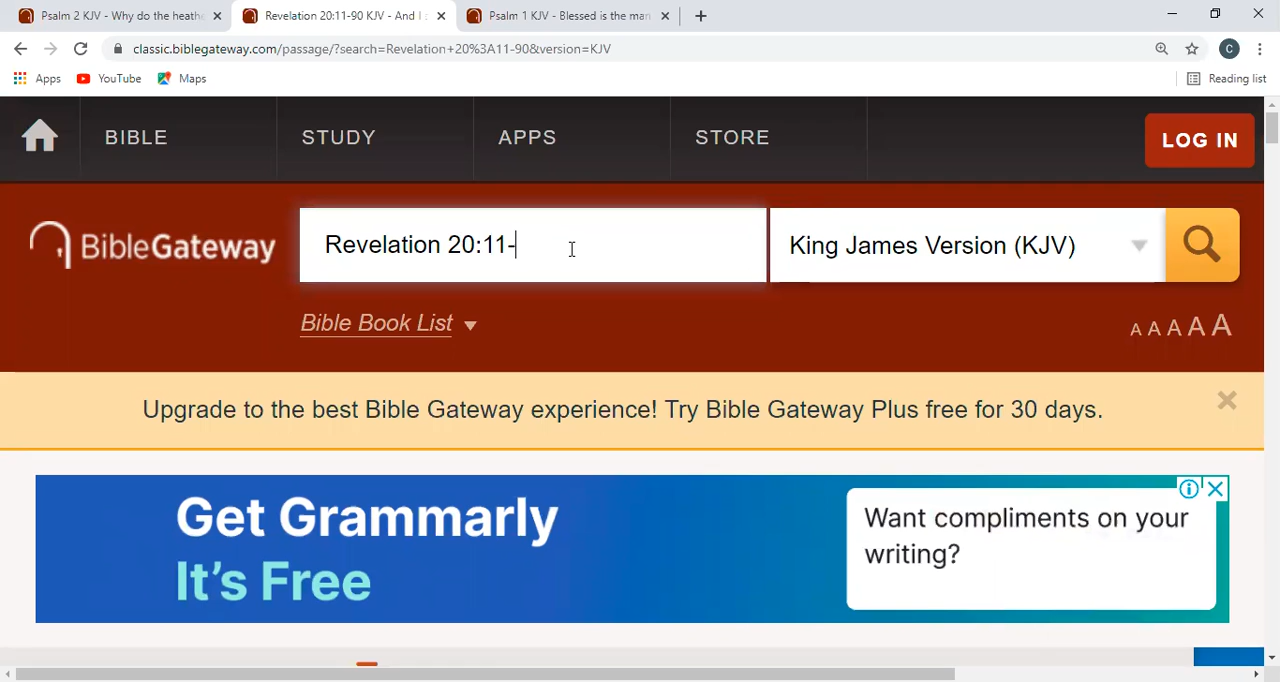 Psalm 2 KJV - Why do the heathe
Revelation 20:11-90 KJV - And I s
Psalm 1 KJV - Blessed is the man
classic.biblegateway.com/passage/?search=Revelation+20%3A11-90&version=KJV
C
Apps YouTube Maps Reading list
BIBLE STUDY APPS STORE LOG IN
BibleGateway
Revelation 20:11-
King James Version (KJV)
Bible Book List
A A A A A
Upgrade to the best Bible Gateway experience! Try Bible Gateway Plus free for 30 days.
Get Grammarly
It's Free
Want compliments on your
writing?